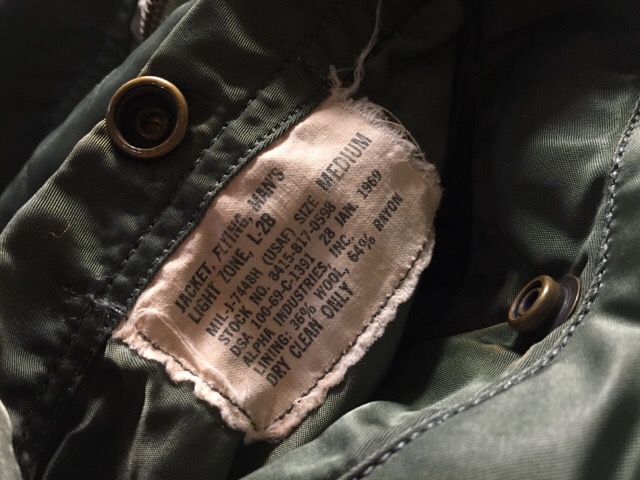 JACKET FLYING MAN'S
LIGHT ZONE, L-2B
MIL-J-7448H (USAF) SIZE MEDIUM
STOCK NO. 8415-817-0598
DSA 100-69-C-1391 28 JAN. 1969
ALPHA INDUSTRIES, INC.
LINING. 36% WOOL, 64% RAYON
DRY CLEAN ONLY